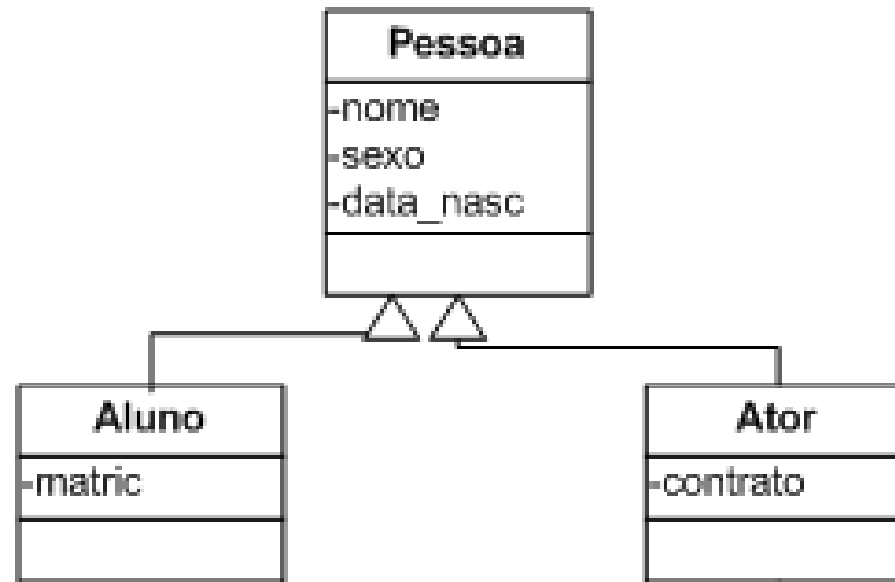 Pessoa
-nome
-sexo
-data_nasc
Aluno
-matric
Ator
-contrato